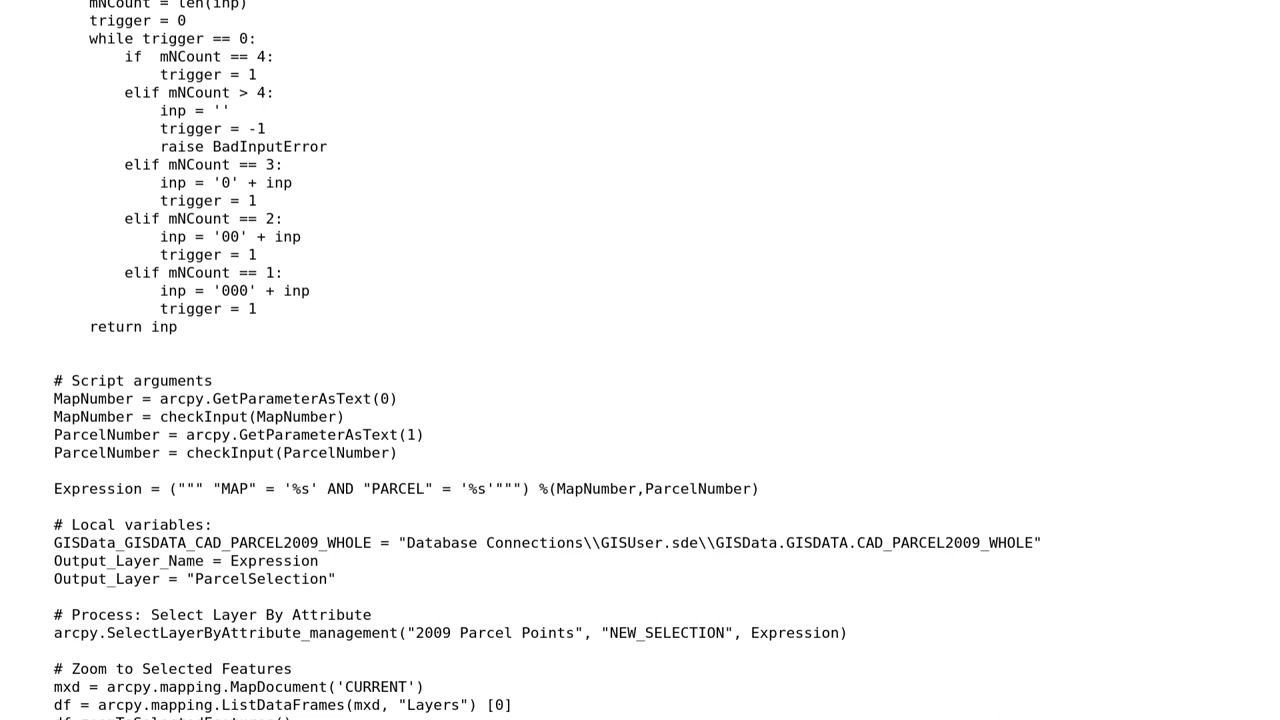 mNCount = len(inp)
    trigger = 0
    while trigger == 0:
        if  mNCount == 4:
            trigger = 1
        elif mNCount > 4:
            inp = ''
            trigger = -1
            raise BadInputError
        elif mNCount == 3:
            inp = '0' + inp
            trigger = 1
        elif mNCount == 2:
            inp = '00' + inp
            trigger = 1
        elif mNCount == 1:
            inp = '000' + inp
            trigger = 1
    return inp
# Script arguments
MapNumber = arcpy.GetParameterAsText(0)
MapNumber = checkInput(MapNumber)
ParcelNumber = arcpy.GetParameterAsText(1)
ParcelNumber = checkInput(ParcelNumber)
Expression = (""" "MAP" = '%s' AND "PARCEL" = '%s'""") %(MapNumber,ParcelNumber)
# Local variables:
GISData_GISDATA_CAD_PARCEL2009_WHOLE = "Database Connections\\GISUser.sde\\GISData.GISDATA.CAD_PARCEL2009_WHOLE"
Output_Layer_Name = Expression
Output_Layer = "ParcelSelection"
# Process: Select Layer By Attribute
arcpy.SelectLayerByAttribute_management("2009 Parcel Points", "NEW_SELECTION", Expression)
# Zoom to Selected Features
mxd = arcpy.mapping.MapDocument('CURRENT')
df = arcpy.mapping.ListDataFrames(mxd, "Layers") [0]
df.zoomToSelectedFeatures()